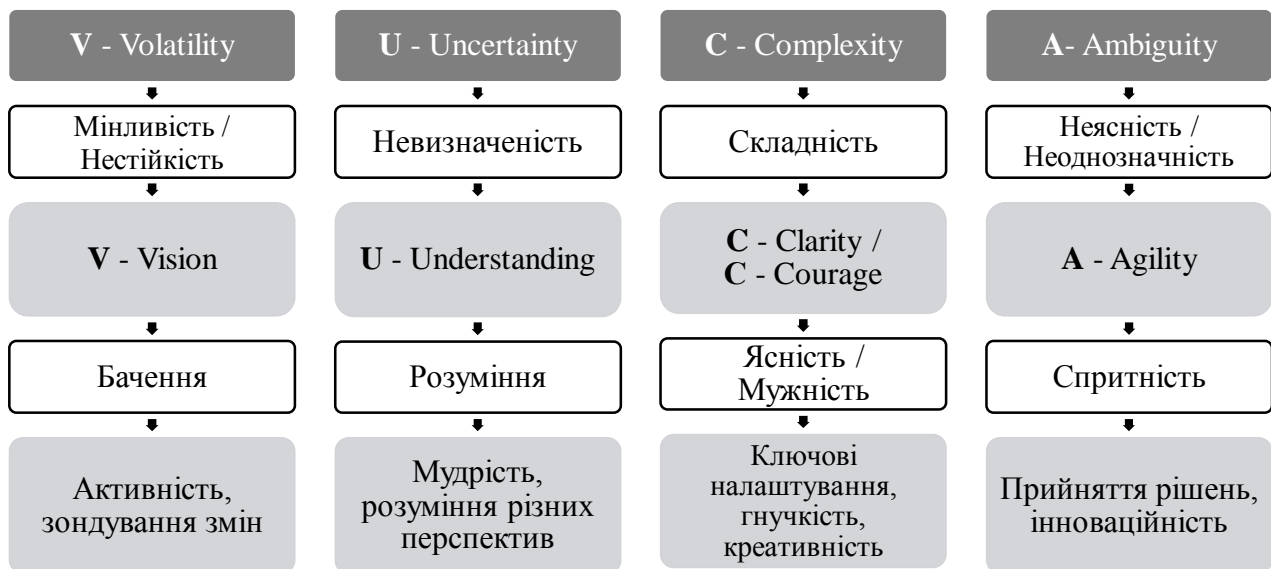 V - Volatility
Мінливість /
Нестійкість
V - Vision
Бачення
Активність,
зондування змін
U - Uncertainty
Невизначеність
U - Understanding
Розуміння
Мудрість,
розуміння різних
перспектив
C - Complexity
Складність
C - Clarity /
C - Courage
Ясність /
Мужність
Ключові
налаштування,
гнучкість,
креативність
A- Ambiguity
Неясність /
Неоднозначність
A - Agility
Спритність
Прийняття рішень,
інноваційність